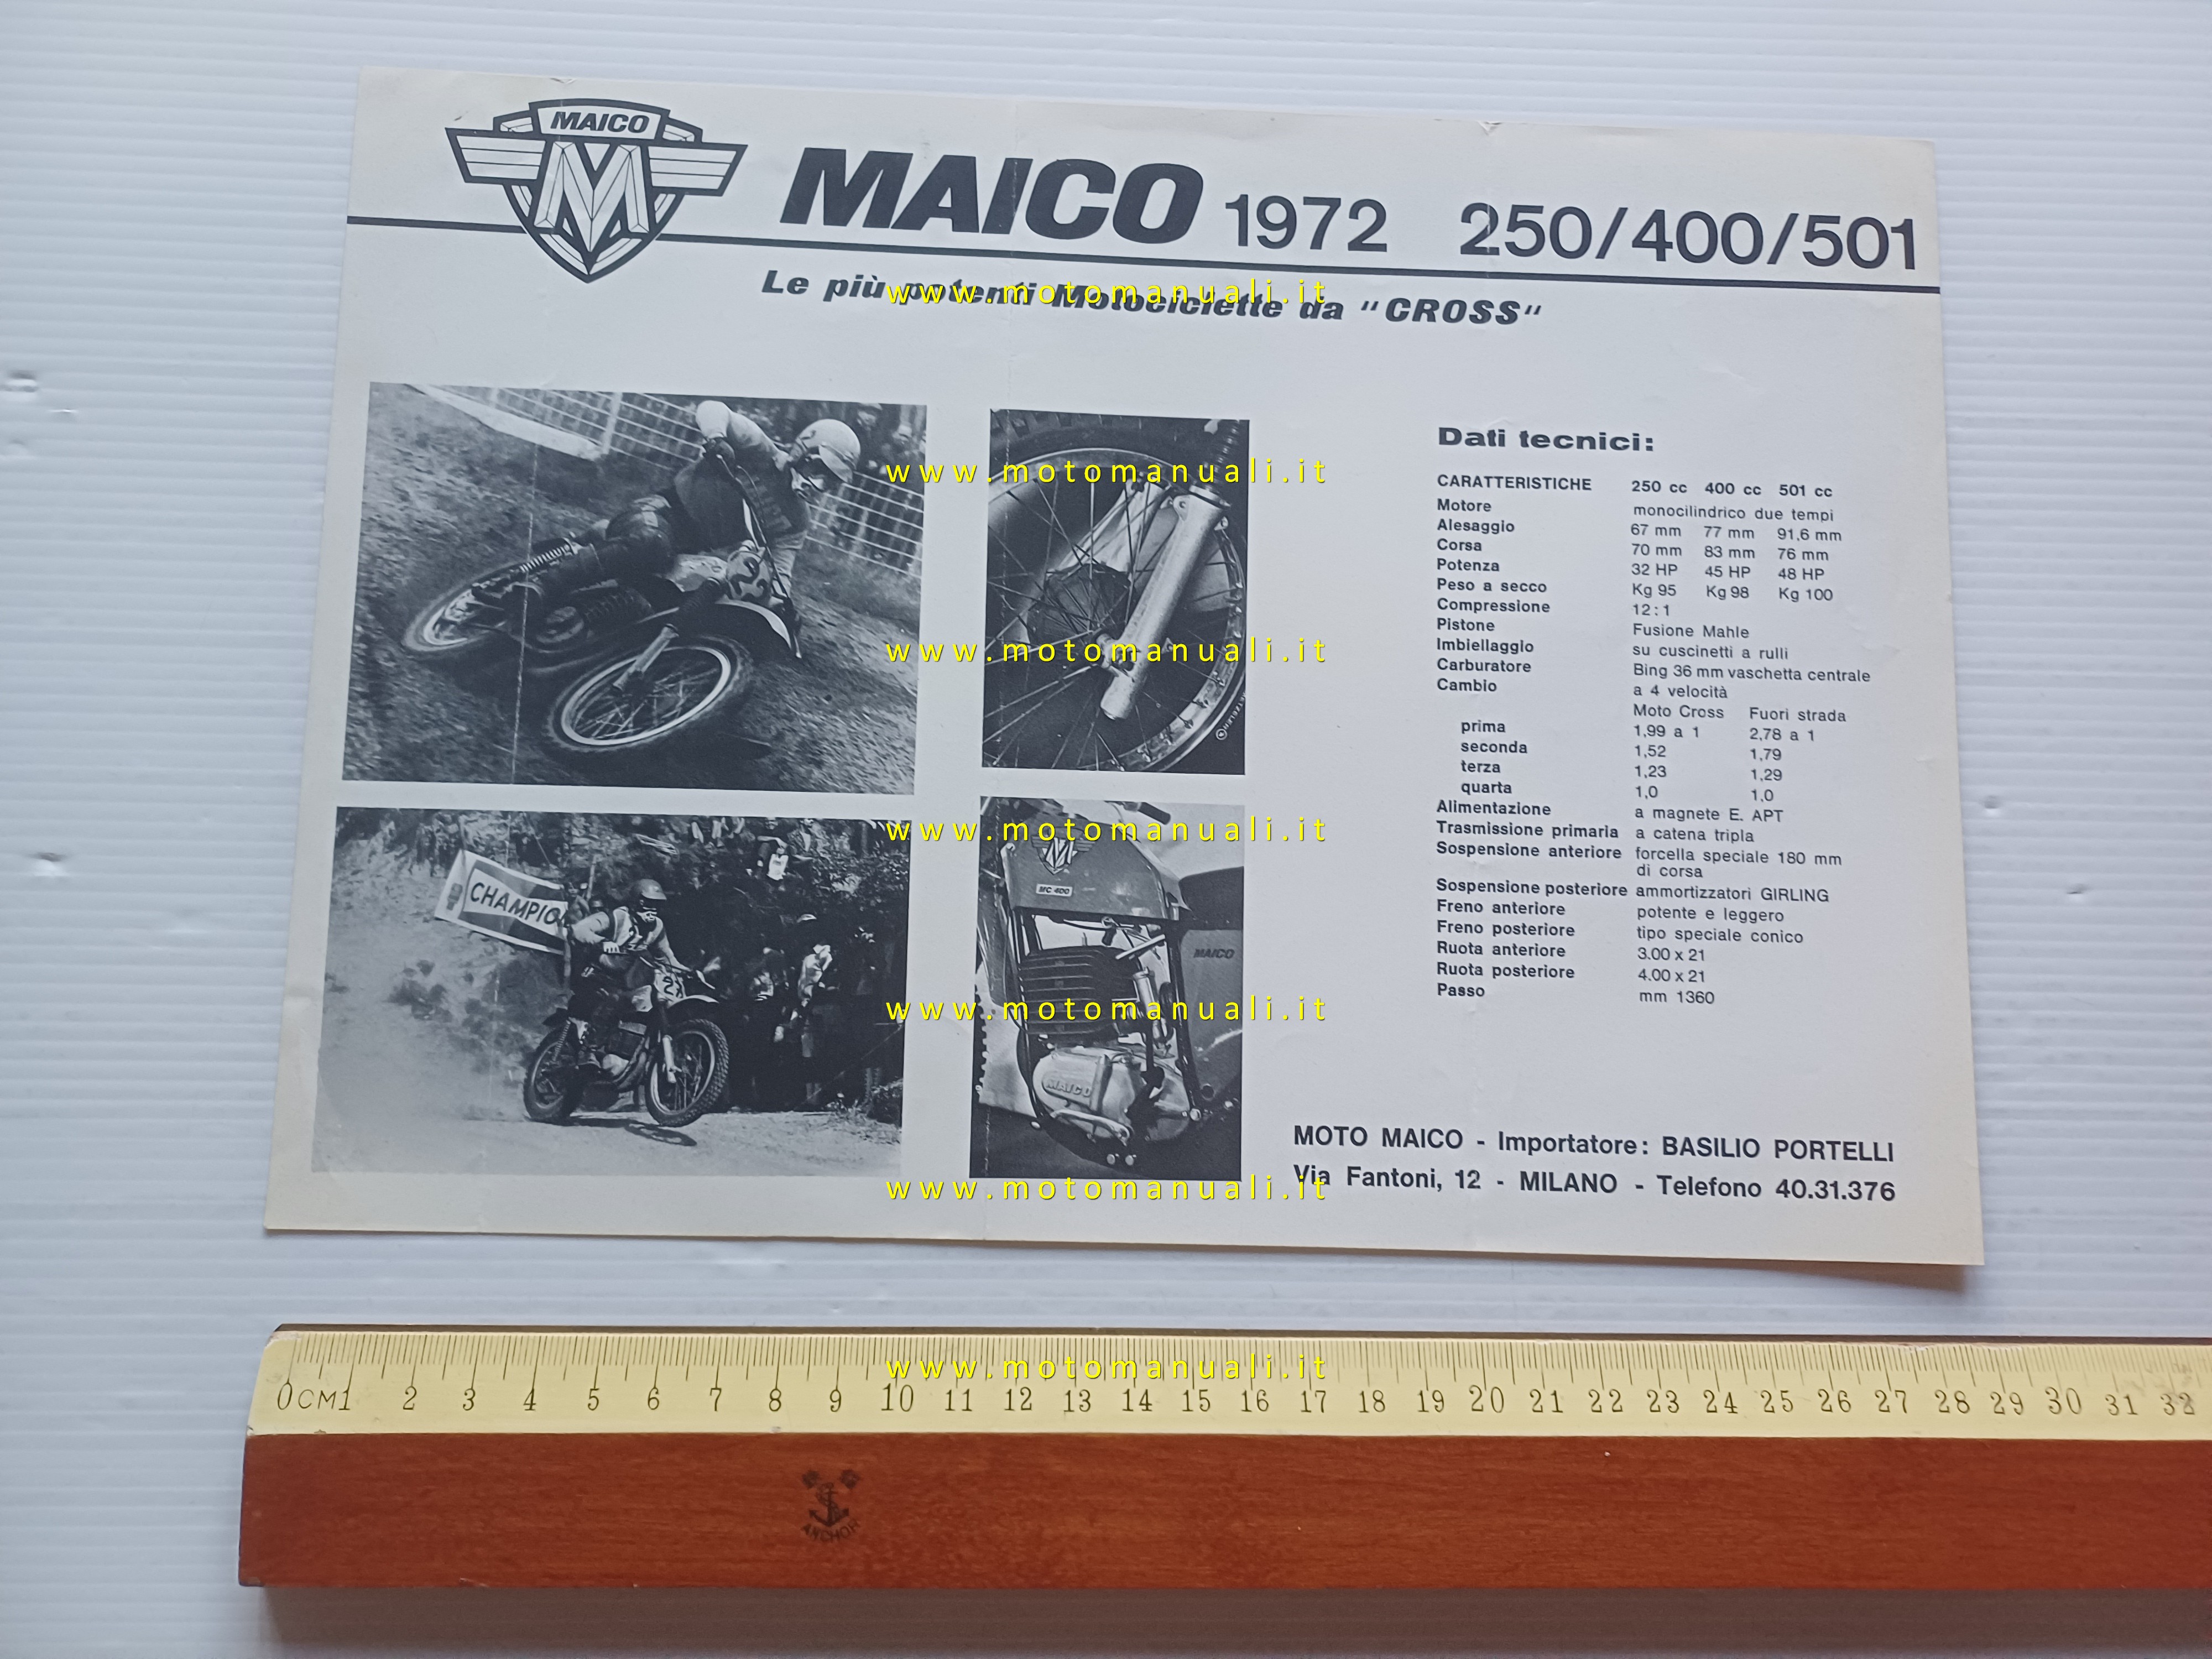 MAICO
M
MAICO 1972 250/400/501
Le più potenti Motociclette da "CROSS"
www.motomanuali.it
www.motomanuali.it
www.motomanuali.it
www.motomanuali.it
www.motomanuali.it
www.motomanuali.it
www.motomanuali.it
CHAMPIO
27
M
MC 400
MAICO
MAICO
Dati tecnici:
CARATTERISTICHE 250 cc 400 cc 501 cc
Motore monocilindrico due tempi
Alesaggio 67 mm 77 mm 91,6 mm
Corsa 70 mm 83 mm 76 mm
Potenza 32 HP 45 HP 48 HP
Peso a secco Kg 95 Kg 98 Kg 100
Compressione 12:1
Pistone Fusione Mahle
Imbiellaggio su cuscinetti a rulli
Carburatore Bing 36 mm vaschetta centrale
Cambio a 4 velocità
Moto Cross Fuori strada
prima 1,99 a 1 2,78 a 1
seconda 1,52 1,79
terza 1,23 1,29
quarta 1,0 1,0
Alimentazione a magnete E. APT
Trasmissione primaria a catena tripla
Sospensione anteriore forcella speciale 180 mm
di corsa
Sospensione posteriore ammortizzatori GIRLING
Freno anteriore potente e leggero
Freno posteriore tipo speciale conico
Ruota anteriore 3.00 x 21
Ruota posteriore 4.00 x 21
Passo mm 1360
MOTO MAICO - Importatore: BASILIO PORTELLI
Via Fantoni, 12 - MILANO - Telefono 40.31.376
0CM1 2 3 4 5 6 7 8 9 10 11 12 13 14 15 16 17 18 19 20 21 22 23 24 25 26 27 28 29 30 31 32
ANCHOR